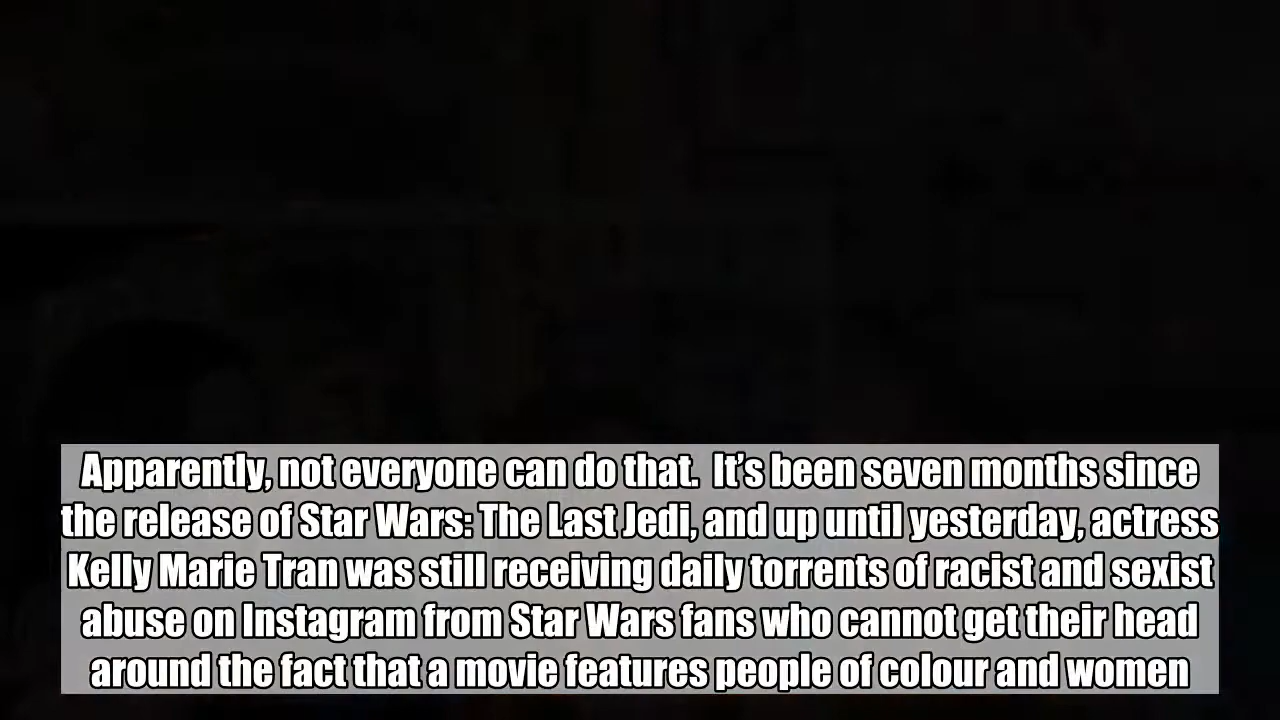 Apparently, not everyone can do that.  It’s been seven months since
the release of Star Wars: The Last Jedi, and up until yesterday, actress
Kelly Marie Tran was still receiving daily torrents of racist and sexist
abuse on Instagram from Star Wars fans who cannot get their head
around the fact that a movie features people of colour and women